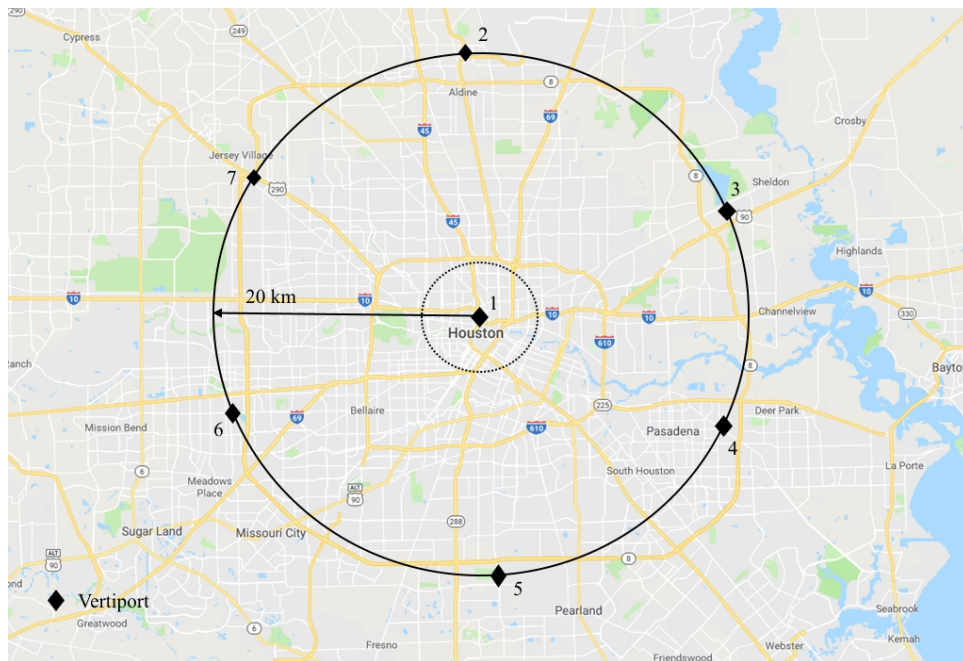 290
Cypress
249
2
Aldine
8
45
69
Crosby
Jersey Village
7
290
8
Sheldon
3
90
45
Highlands
20 km
1
10
10
10
10
10
Channelview
330
Houston
610
8
Bayto
Ranch
Bellaire
225
Deer Park
Mission Bend
6
69
610
Pasadena
4
6
Meadows
Place
ALT
90
South Houston
La Porte
Sugar Land
Missouri City
288
ALT
90
8
5
ond
Vertiport
Greatwood
6
Fresno
Pearland
Seabrook
Kemah
Webster
Friendswood